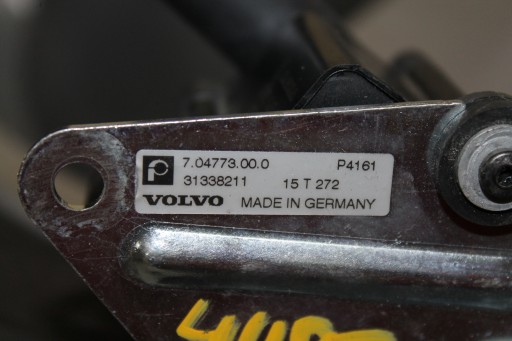 7.04773.00.0 P4161
31338211 15 T 272
VOLVO MADE IN GERMANY